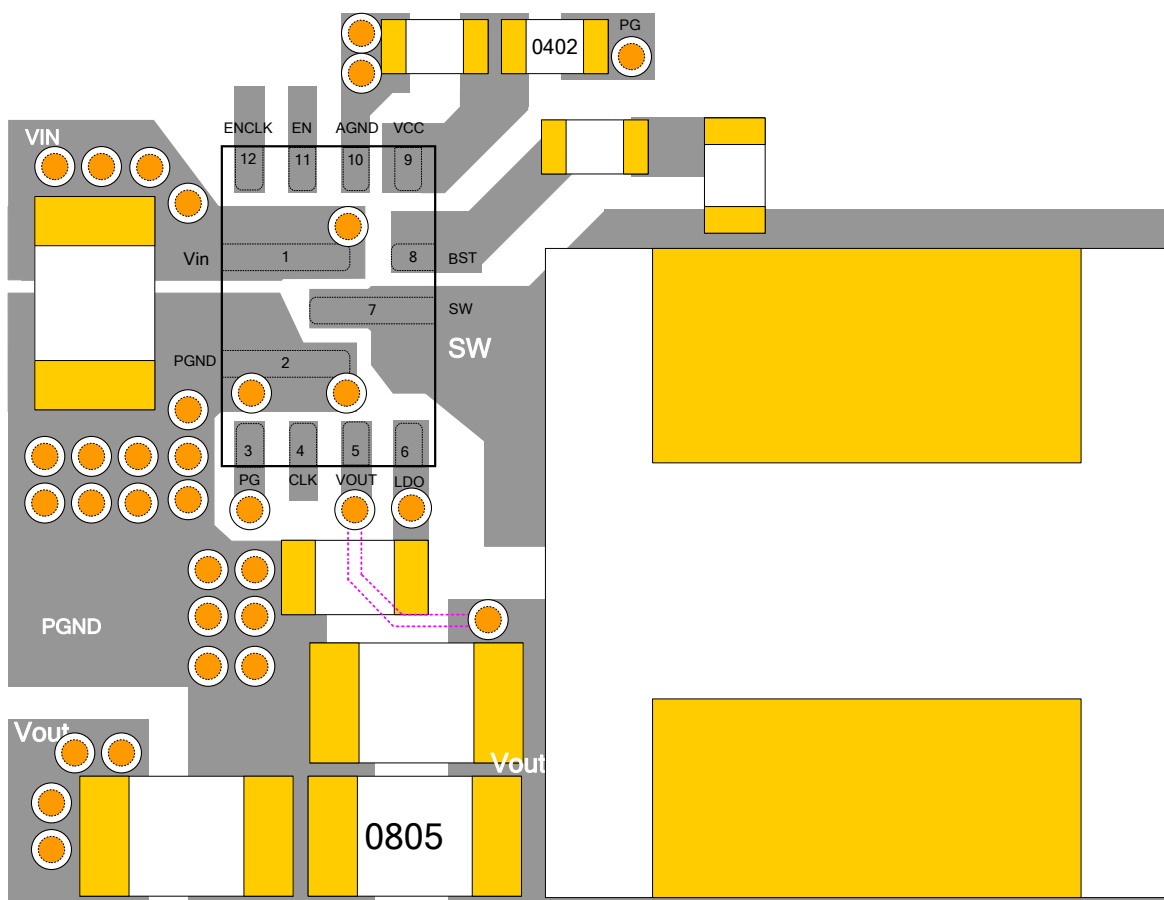 PG
0402
ENCLK EN AGND VCC
VIN
12 11 10 9
Vin 1 8 BST
7 SW
SW
PGND 2
3 4 5 6
PG CLK VOUT LDO
PGND
Vout
Vout
0805